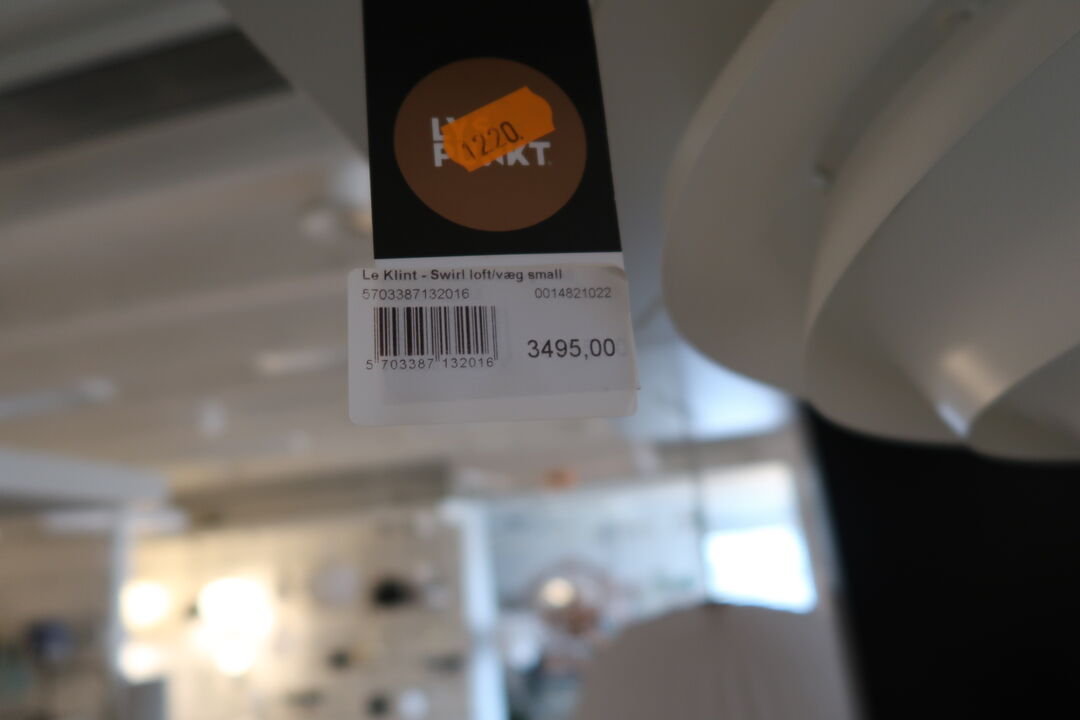 1220.
Le Klint - Swirl loft/væg small
5703387132016 0014821022
3495,00
5 703387 132016